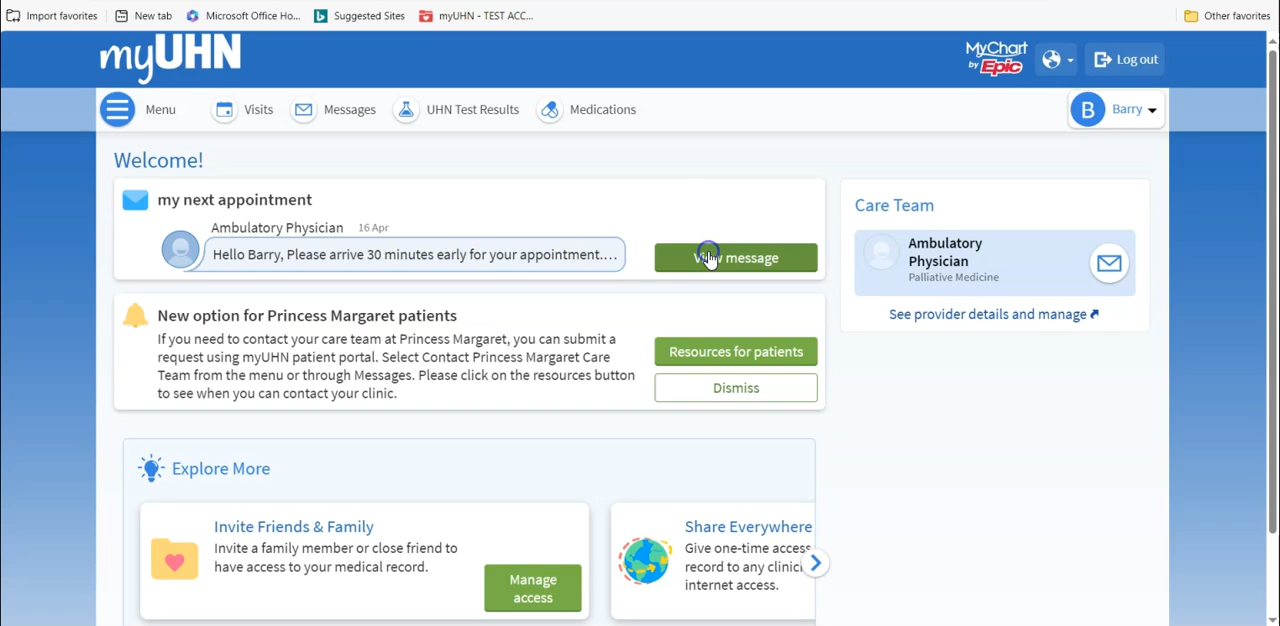 Import favorites New tab Microsoft Office Ho... Suggested Sites myUHN - TEST ACC... Other favorites
myUHN MyChart by Epic Log out
Menu Visits Messages UHN Test Results Medications B Barry
Welcome!
my next appointment
Ambulatory Physician 16 Apr
Hello Barry, Please arrive 30 minutes early for your appointment....
message
New option for Princess Margaret patients
If you need to contact your care team at Princess Margaret, you can submit a
request using myUHN patient portal. Select Contact Princess Margaret Care
Team from the menu or through Messages. Please click on the resources button
to see when you can contact your clinic.
Resources for patients
Dismiss
Care Team
Ambulatory
Physician
Palliative Medicine
See provider details and manage
Explore More
Invite Friends & Family
Invite a family member or close friend to
have access to your medical record.
Manage
access
Share Everywhere
Give one-time access
record to any clinic
internet access.